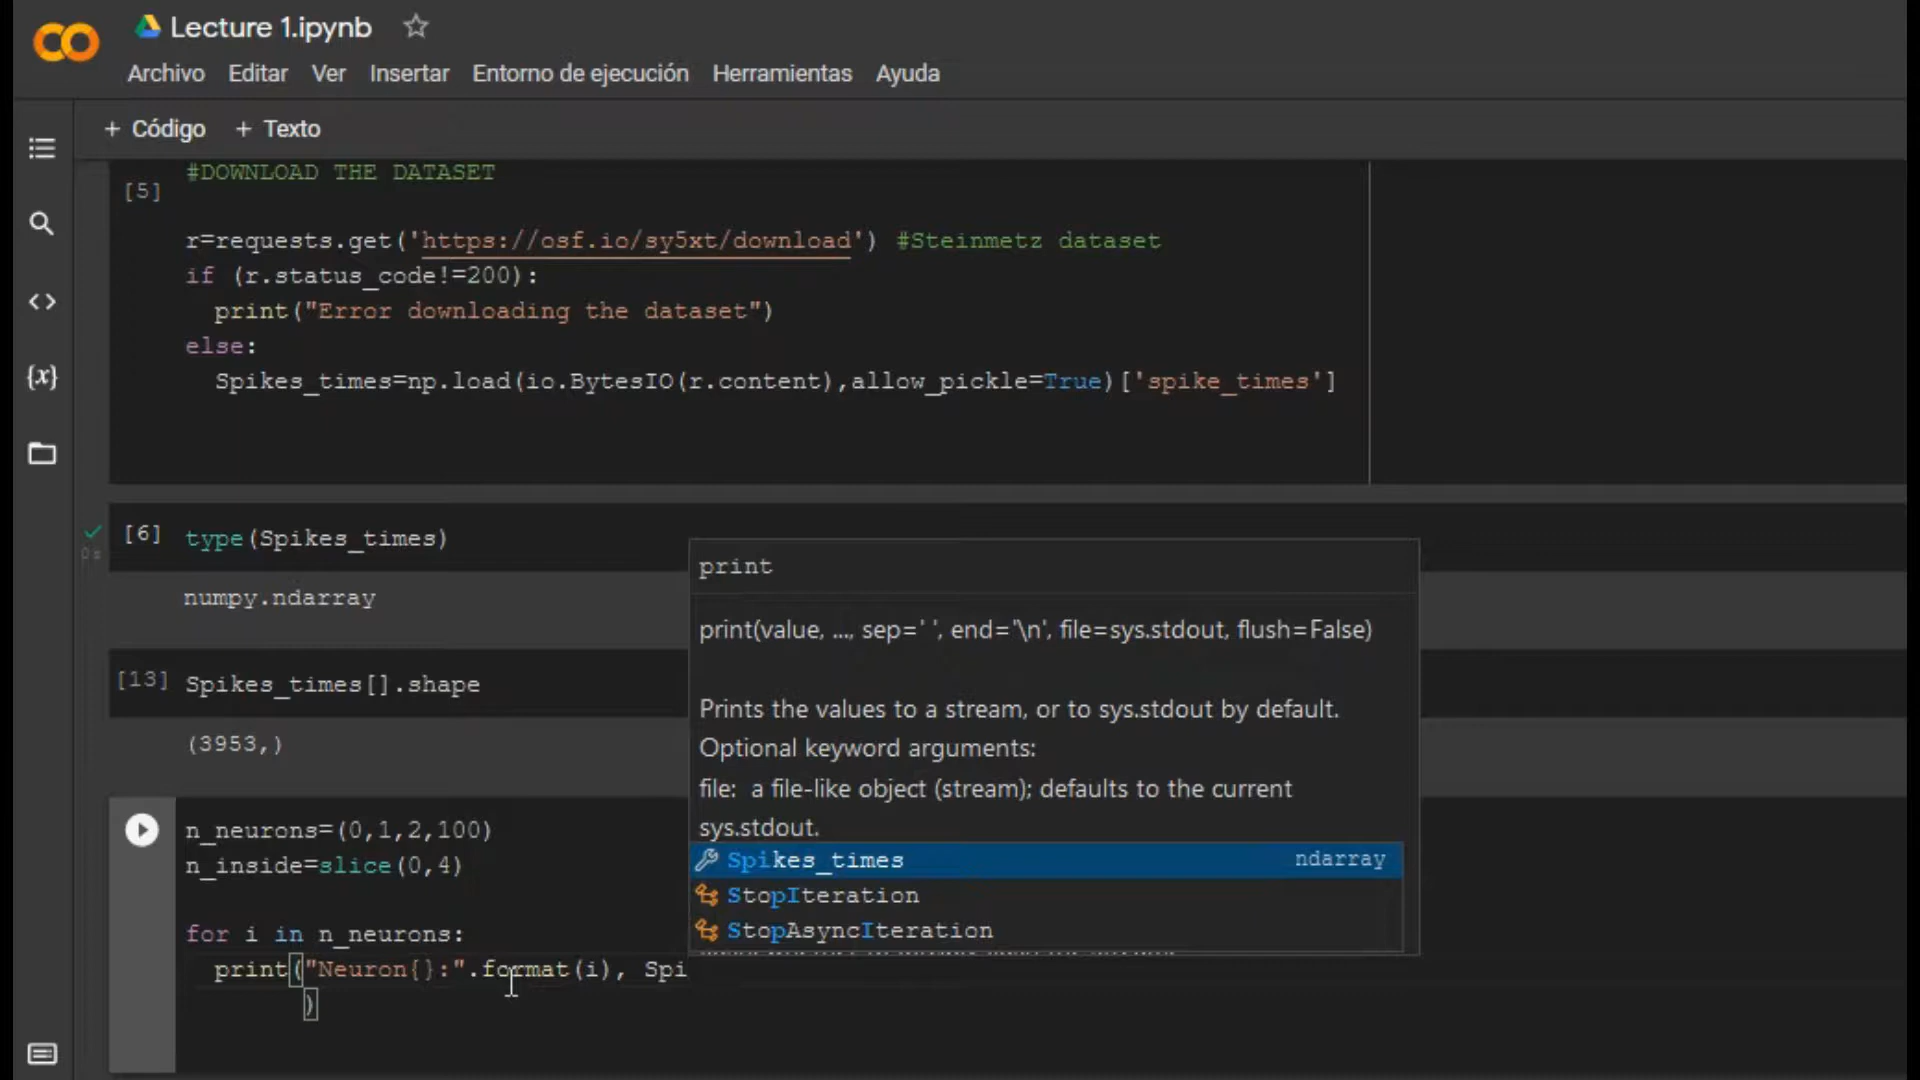 Lecture 1.ipynb
Archivo Editar Ver Insertar Entorno de ejecución Herramientas Ayuda
+ Código + Texto
#DOWNLOAD THE DATASET
[5]
r=requests.get('https://osf.io/sy5xt/download') #Steinmetz dataset
if (r.status_code!=200):
print("Error downloading the dataset")
else:
Spikes_times=np.load(io.BytesIO(r.content),allow_pickle=True)['spike_times']
[6] type(Spikes_times)
0s
numpy.ndarray
[13] Spikes_times[].shape
(3953,)
n_neurons=(0,1,2,100)
n_inside=slice(0,4)
for i in n_neurons:
print("Neuron{}:".format(i), Spi
)
print
print(value, ..., sep=' ', end='\n', file=sys.stdout, flush=False)
Prints the values to a stream, or to sys.stdout by default.
Optional keyword arguments:
file: a file-like object (stream); defaults to the current
sys.stdout.
Spikes_times ndarray
StopIteration
StopAsyncIteration